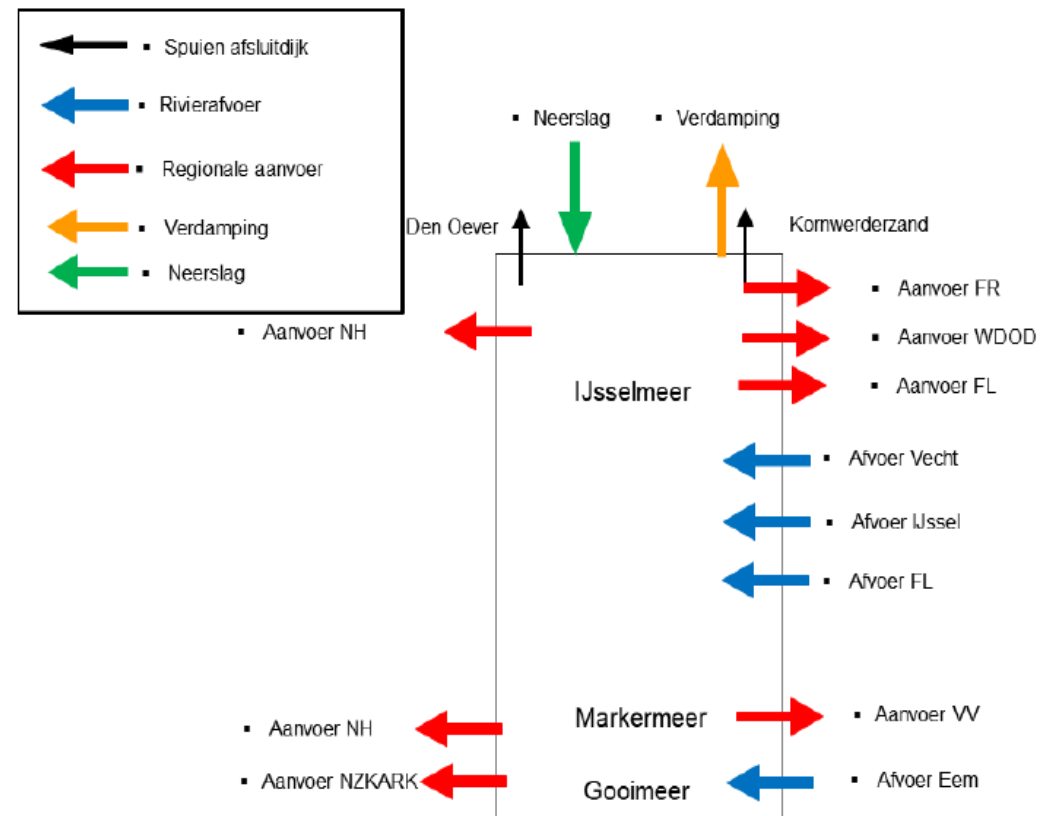 ▪ Spuien afsluitdijk
▪ Rivierafvoer
▪ Regionale aanvoer
▪ Verdamping
▪ Neerslag
▪ Neerslag ▪ Verdamping
Den Oever
Kornwerderzand
▪ Aanvoer FR
▪ Aanvoer NH
▪ Aanvoer WDOD
IJsselmeer
▪ Aanvoer FL
▪ Afvoer Vecht
▪ Afvoer IJssel
▪ Afvoer FL
▪ Aanvoer NH
Markermeer
▪ Aanvoer VV
▪ Aanvoer NZKARK
Gooimeer
▪ Afvoer Eem